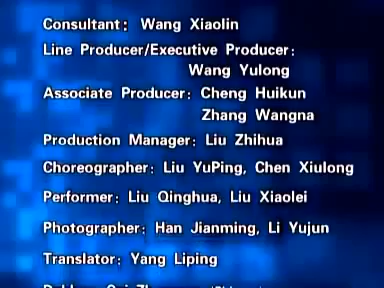 Consultant: Wang Xiaolin
Line Producer/Executive Producer:
Wang Yulong
Associate Producer: Cheng Huikun
Zhang Wangna
Production Manager: Liu Zhihua
Choreographer: Liu YuPing, Chen Xiulong
Performer: Liu Qinghua, Liu Xiaolei
Photographer: Han Jianming, Li Yujun
Translator: Yang Liping